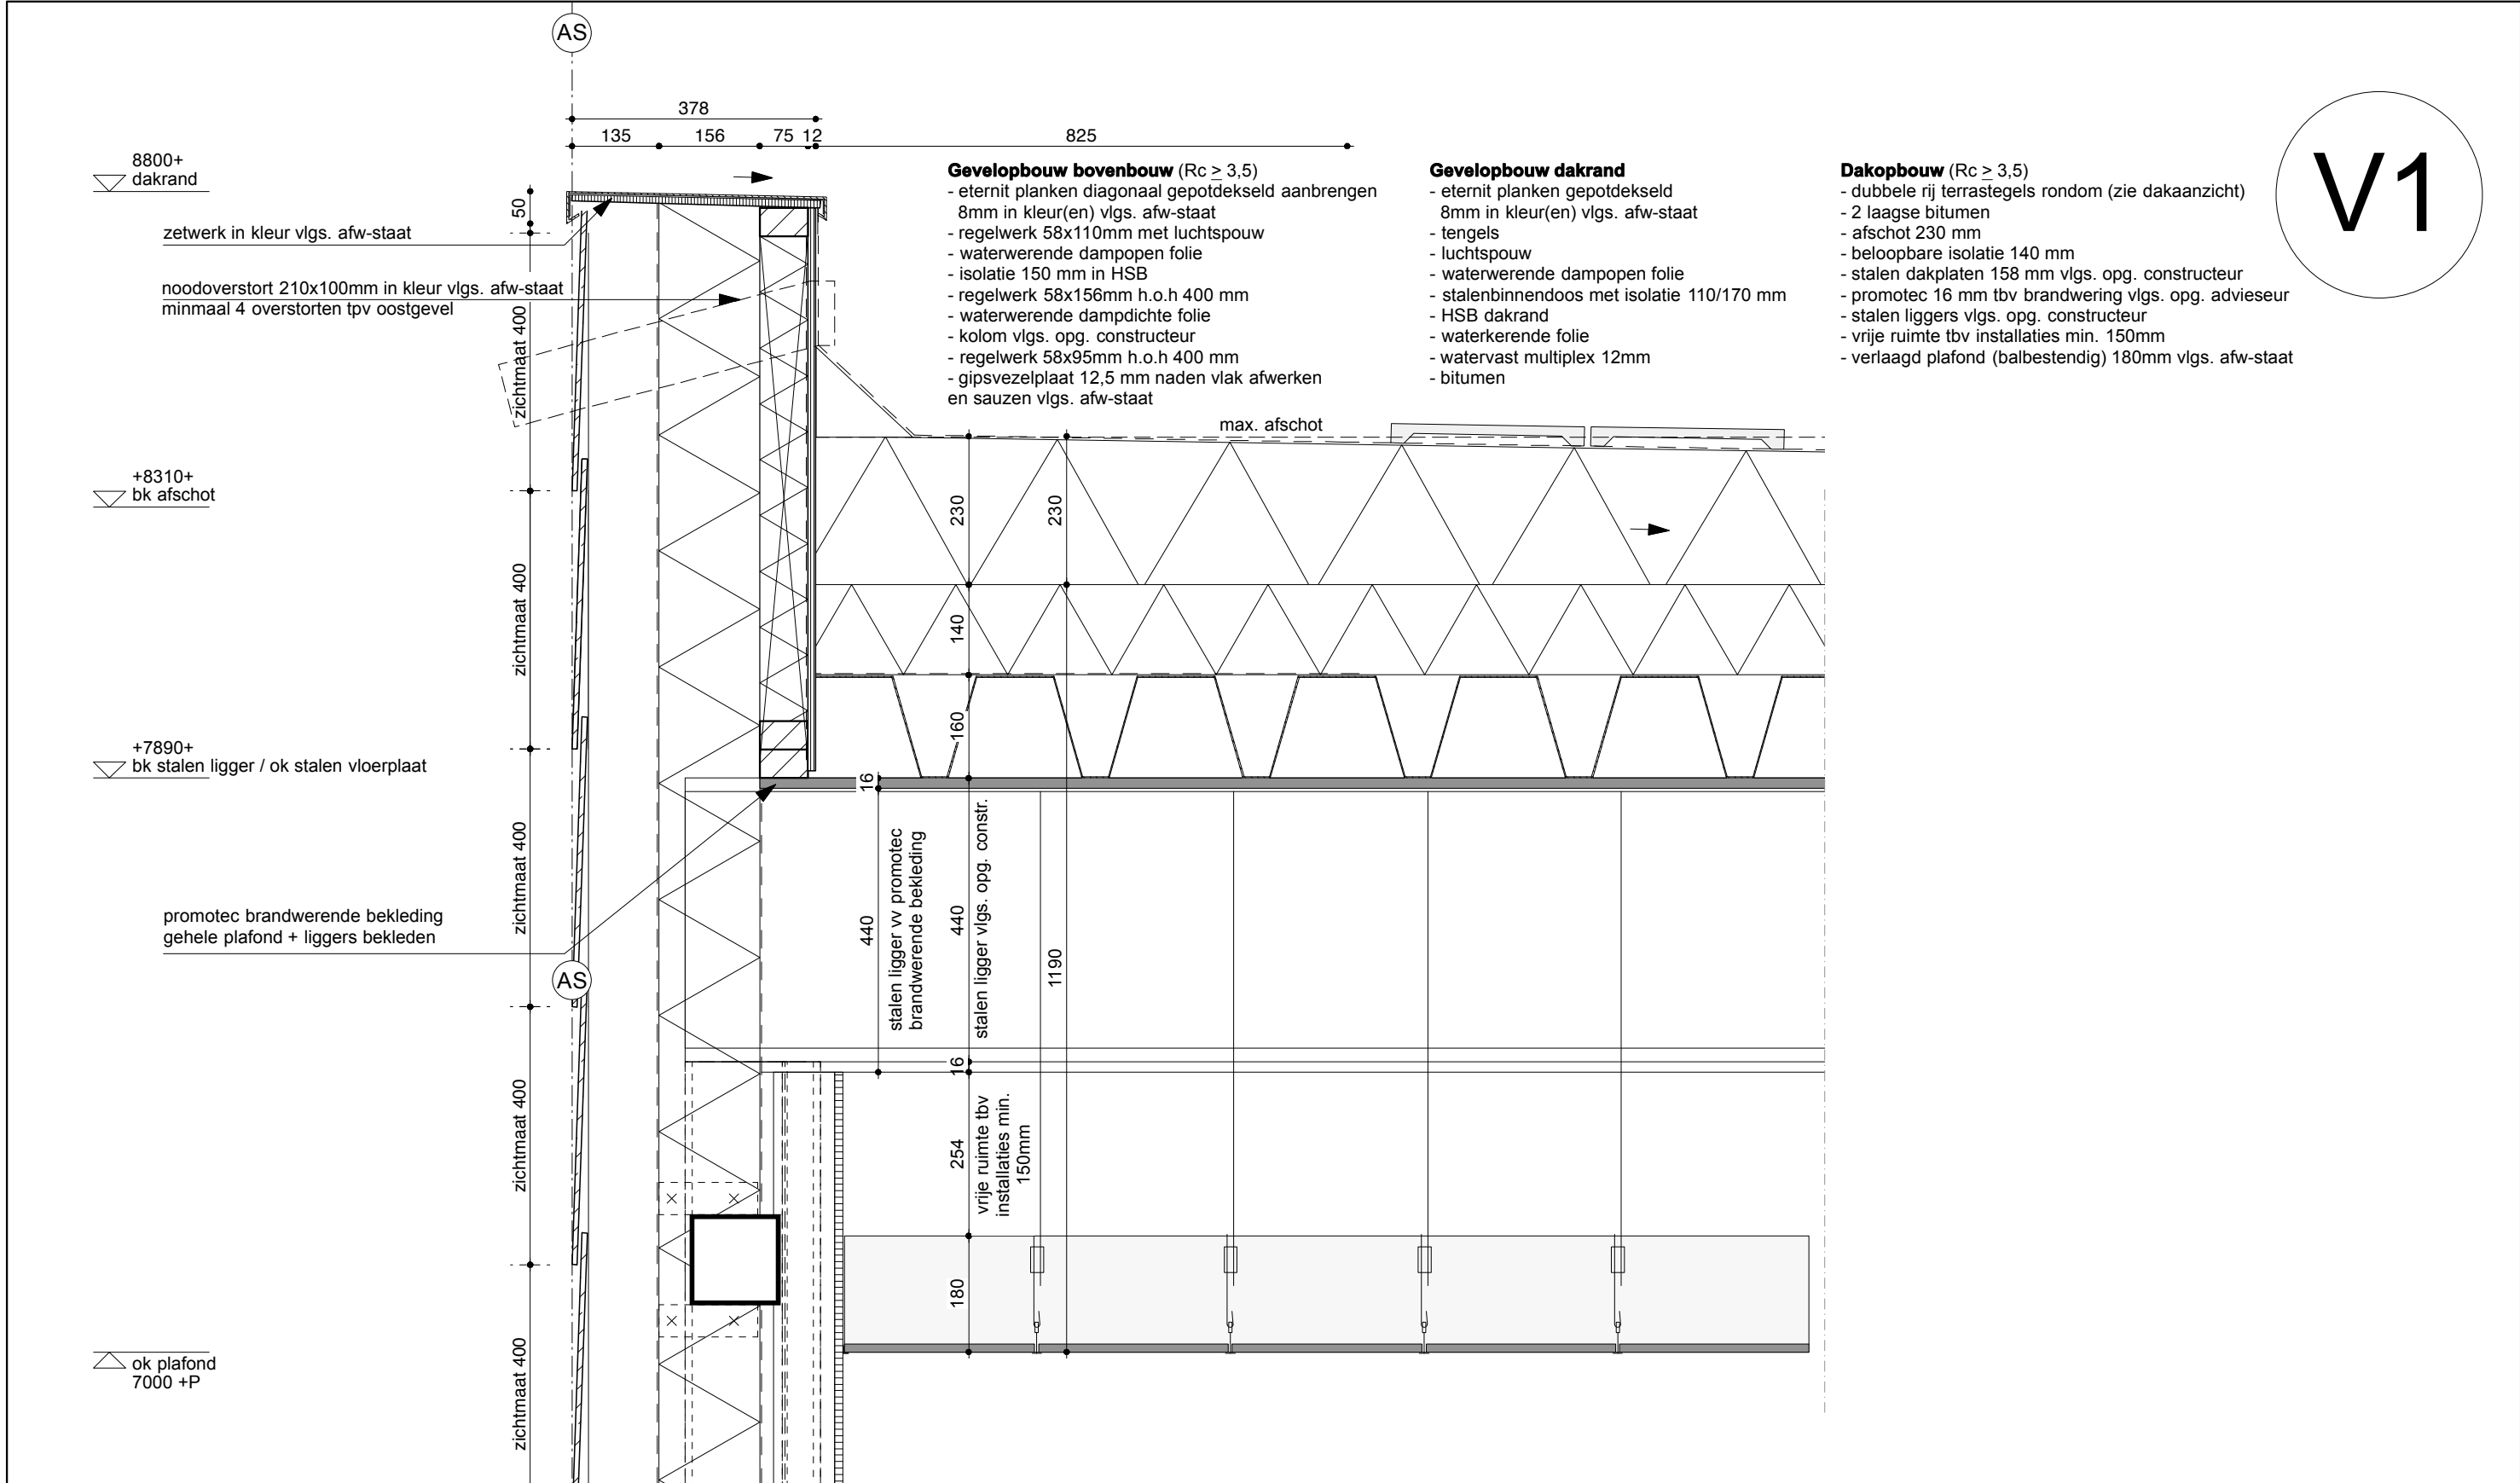 AS
378
135 156 75 12 825
8800+
dakrand
50
zetwerk in kleur vlgs. afw-staat
noodoverstort 210x100mm in kleur vlgs. afw-staat
minmaal 4 overstorten tpv oostgevel
zichtmaat 400
Gevelopbouw bovenbouw (Rc ≥ 3,5)
- eternit planken diagonaal gepotdekseld aanbrengen
8mm in kleur(en) vlgs. afw-staat
- regelwerk 58x110mm met luchtspouw
- waterwerende dampopen folie
- isolatie 150 mm in HSB
- regelwerk 58x156mm h.o.h 400 mm
- waterwerende dampdichte folie
- kolom vlgs. opg. constructeur
- regelwerk 58x95mm h.o.h 400 mm
- gipsvezelplaat 12,5 mm naden vlak afwerken
en sauzen vlgs. afw-staat
Gevelopbouw dakrand
- eternit planken gepotdekseld
8mm in kleur(en) vlgs. afw-staat
- tengels
- luchtspouw
- waterwerende dampopen folie
- stalenbinnendoos met isolatie 110/170 mm
- HSB dakrand
- waterkerende folie
- watervast multiplex 12mm
- bitumen
Dakopbouw (Rc ≥ 3,5)
- dubbele rij terrastegels rondom (zie dakaanzicht)
- 2 laagse bitumen
- afschot 230 mm
- beloopbare isolatie 140 mm
- stalen dakplaten 158 mm vlgs. opg. constructeur
- promotec 16 mm tbv brandwering vlgs. opg. advieseur
- stalen liggers vlgs. opg. constructeur
- vrije ruimte tbv installaties min. 150mm
- verlaagd plafond (balbestendig) 180mm vlgs. afw-staat
V1
max. afschot
+8310+
bk afschot
230
230
zichtmaat 400
140
160
+7890+
bk stalen ligger / ok stalen vloerplaat
16
zichtmaat 400
promotec brandwerende bekleding
gehele plafond + liggers bekleden
440
stalen ligger vv promotec
brandwerende bekleding
440
stalen ligger vlgs. opg. constr.
1190
AS
16
zichtmaat 400
254
vrije ruimte tbv
installaties min.
150mm
180
zichtmaat 400
ok plafond
7000 +P